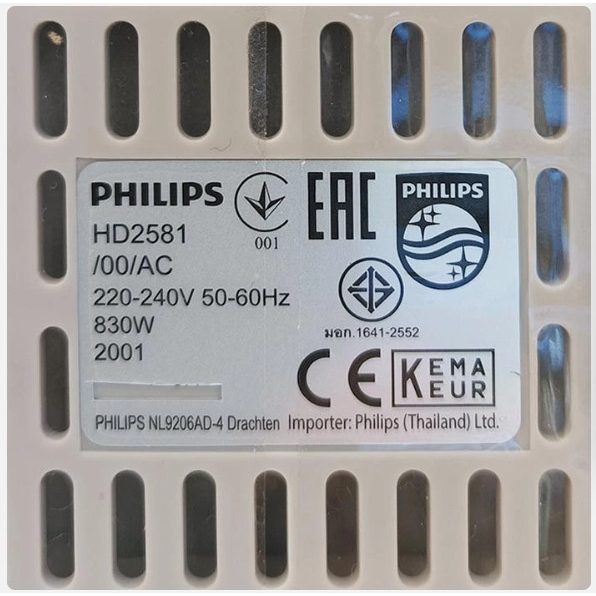 PHILIPS
HD2581
/00/AC
220-240V 50-60Hz
830W
2001
001
EAC
PHILIPS
มอก.1641-2552
CE
KEMA
EUR
PHILIPS NL9206AD-4 Drachten Importer: Philips (Thailand) Ltd.